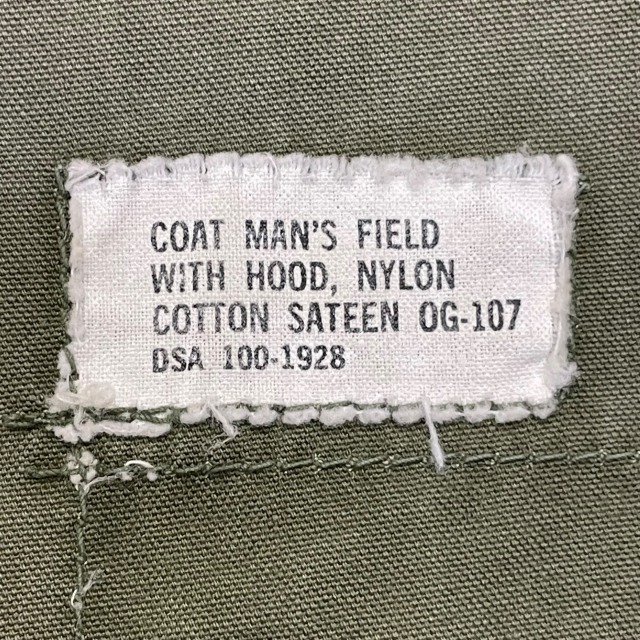 COAT MAN'S FIELD
WITH HOOD, NYLON
COTTON SATEEN OG-107
DSA 100-1928